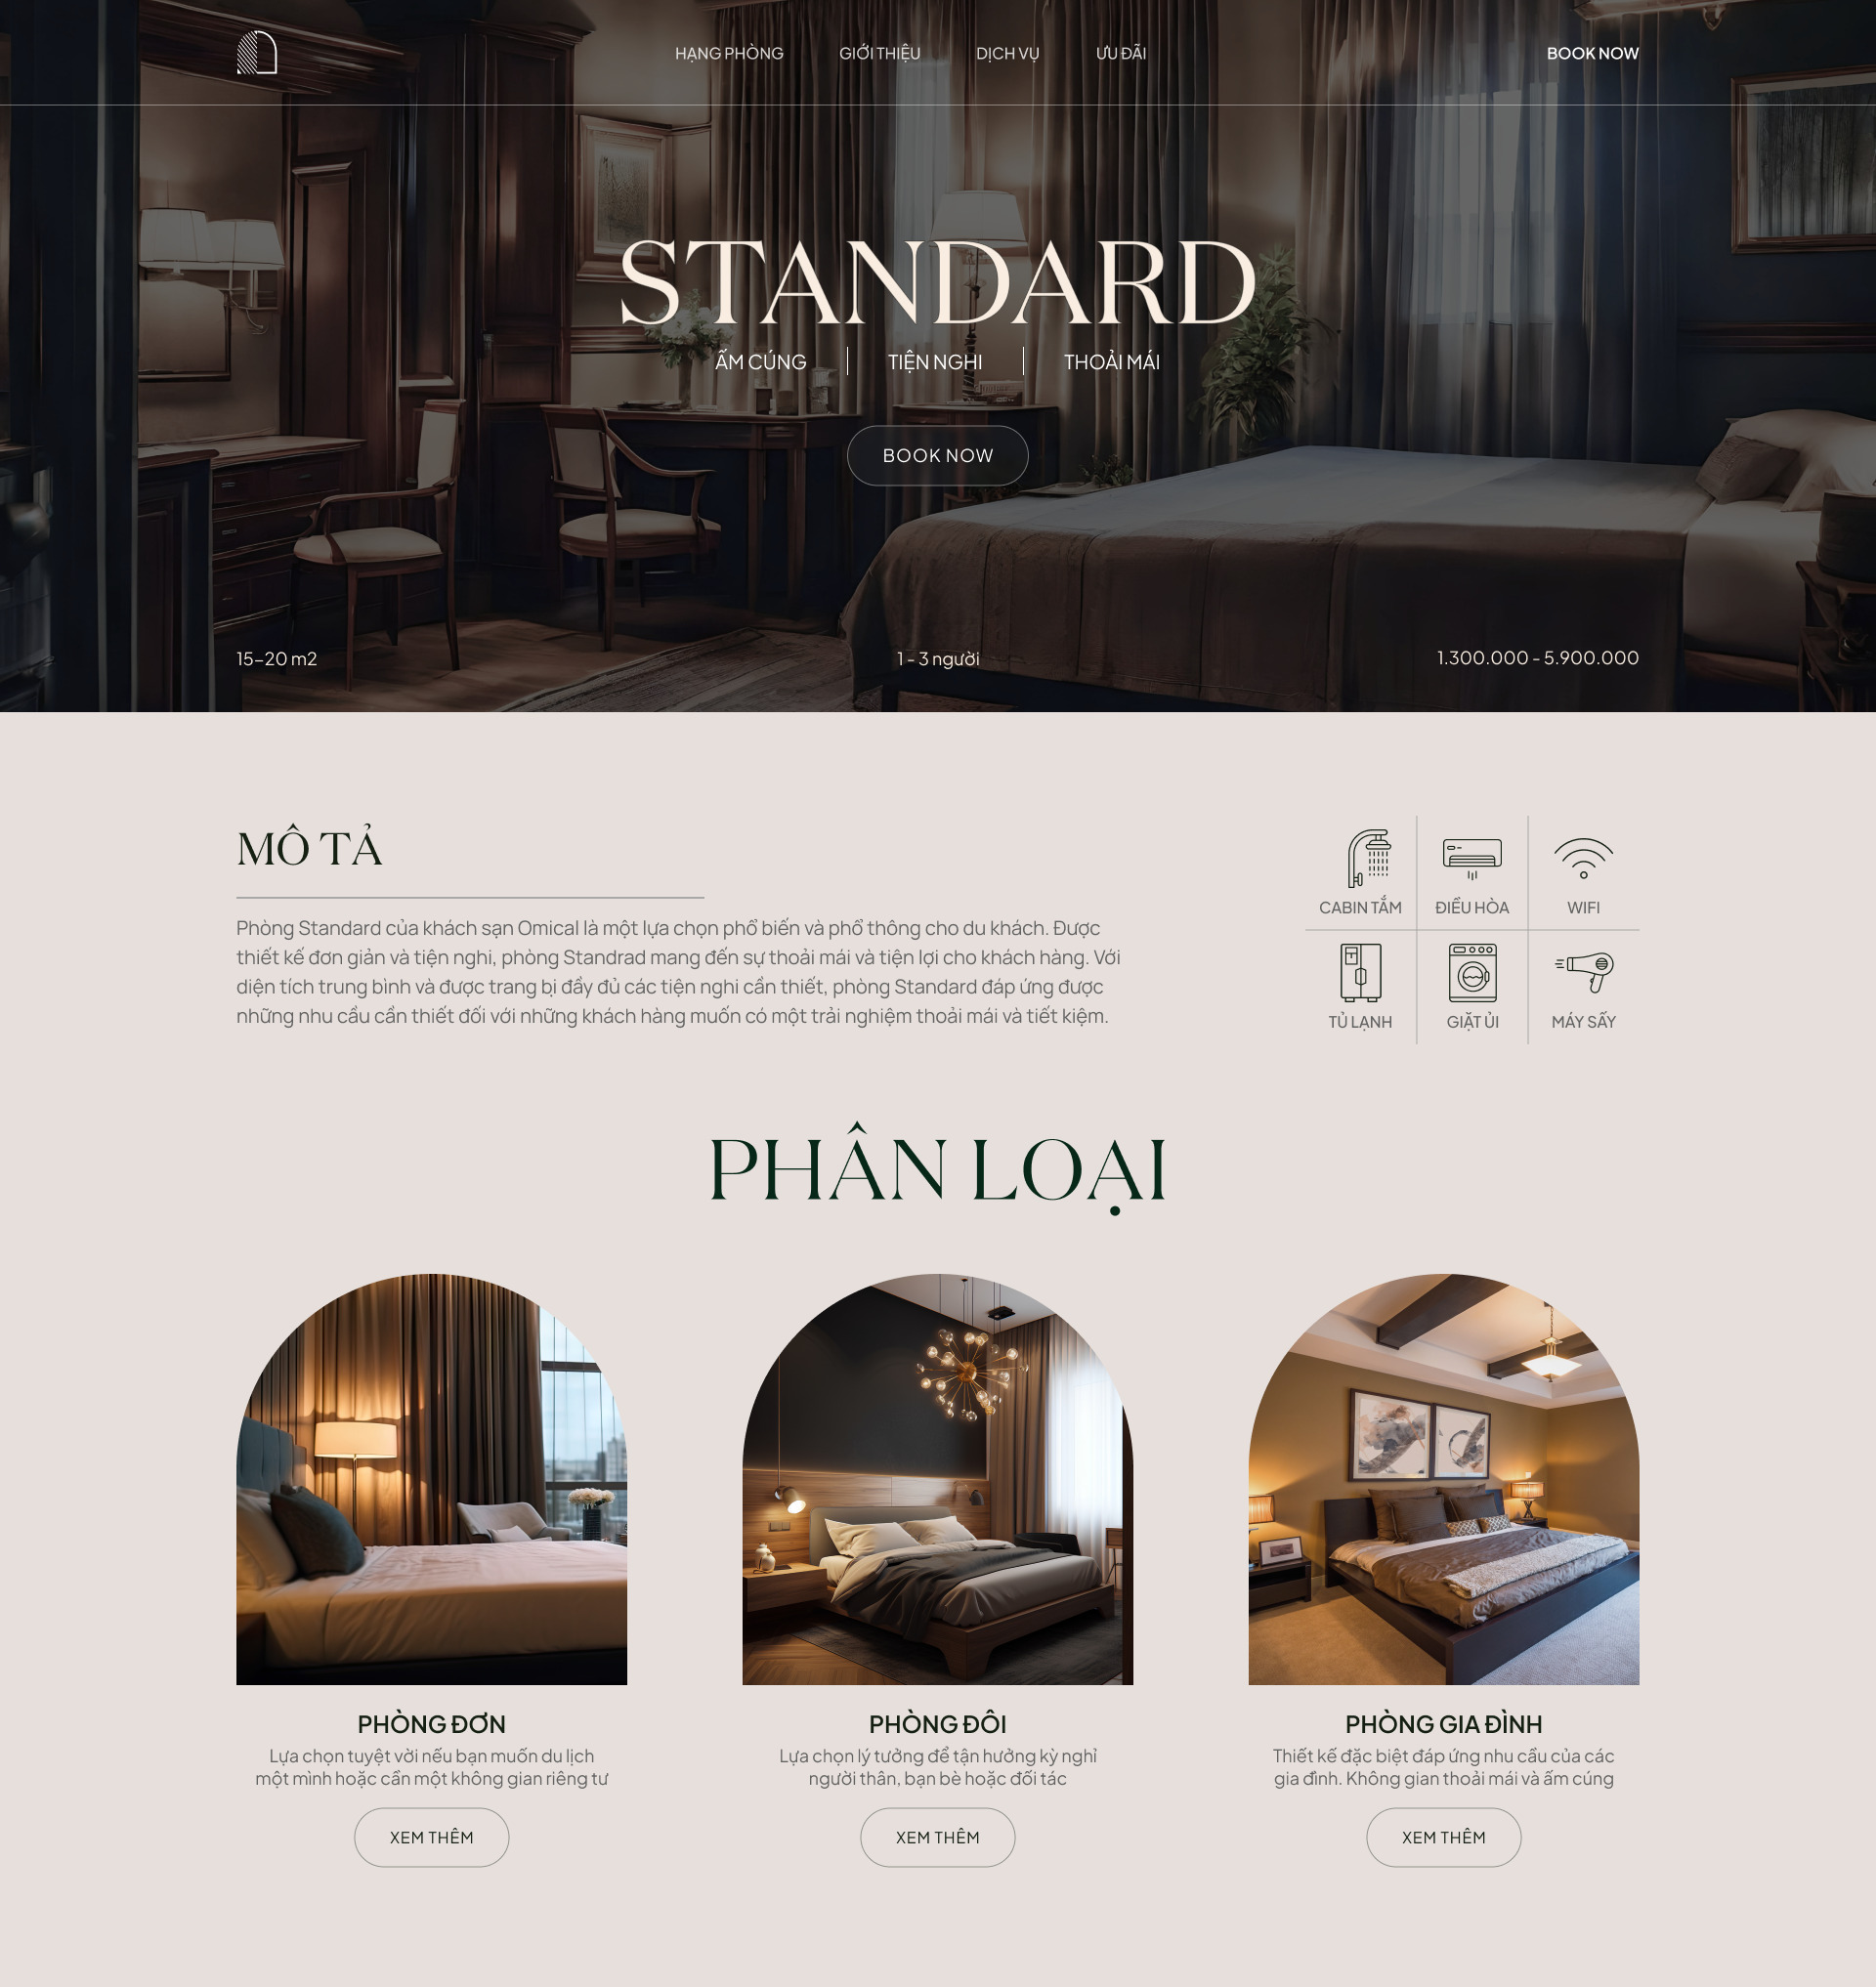 HẠNG PHÒNG GIỚI THIỆU DỊCH VỤ ƯU ĐÃI BOOK NOW
STANDARD
ẤM CÚNG TIỆN NGHI THOẢI MÁI
BOOK NOW
15–20 m2 1 - 3 người 1.300.000 - 5.900.000
MÔ TẢ
Phòng Standard của khách sạn Omical là một lựa chọn phổ biến và phổ thông cho du khách. Được
thiết kế đơn giản và tiện nghi, phòng Standrad mang đến sự thoải mái và tiện lợi cho khách hàng. Với
diện tích trung bình và được trang bị đầy đủ các tiện nghi cần thiết, phòng Standard đáp ứng được
những nhu cầu cần thiết đối với những khách hàng muốn có một trải nghiệm thoải mái và tiết kiệm.
CABIN TẮM ĐIỀU HÒA WIFI
TỦ LẠNH GIẶT ỦI MÁY SẤY
PHÂN LOẠI
PHÒNG ĐƠN
Lựa chọn tuyệt vời nếu bạn muốn du lịch
một mình hoặc cần một không gian riêng tư
XEM THÊM
PHÒNG ĐÔI
Lựa chọn lý tưởng để tận hưởng kỳ nghỉ
người thân, bạn bè hoặc đối tác
XEM THÊM
PHÒNG GIA ĐÌNH
Thiết kế đặc biệt đáp ứng nhu cầu của các
gia đình. Không gian thoải mái và ấm cúng
XEM THÊM